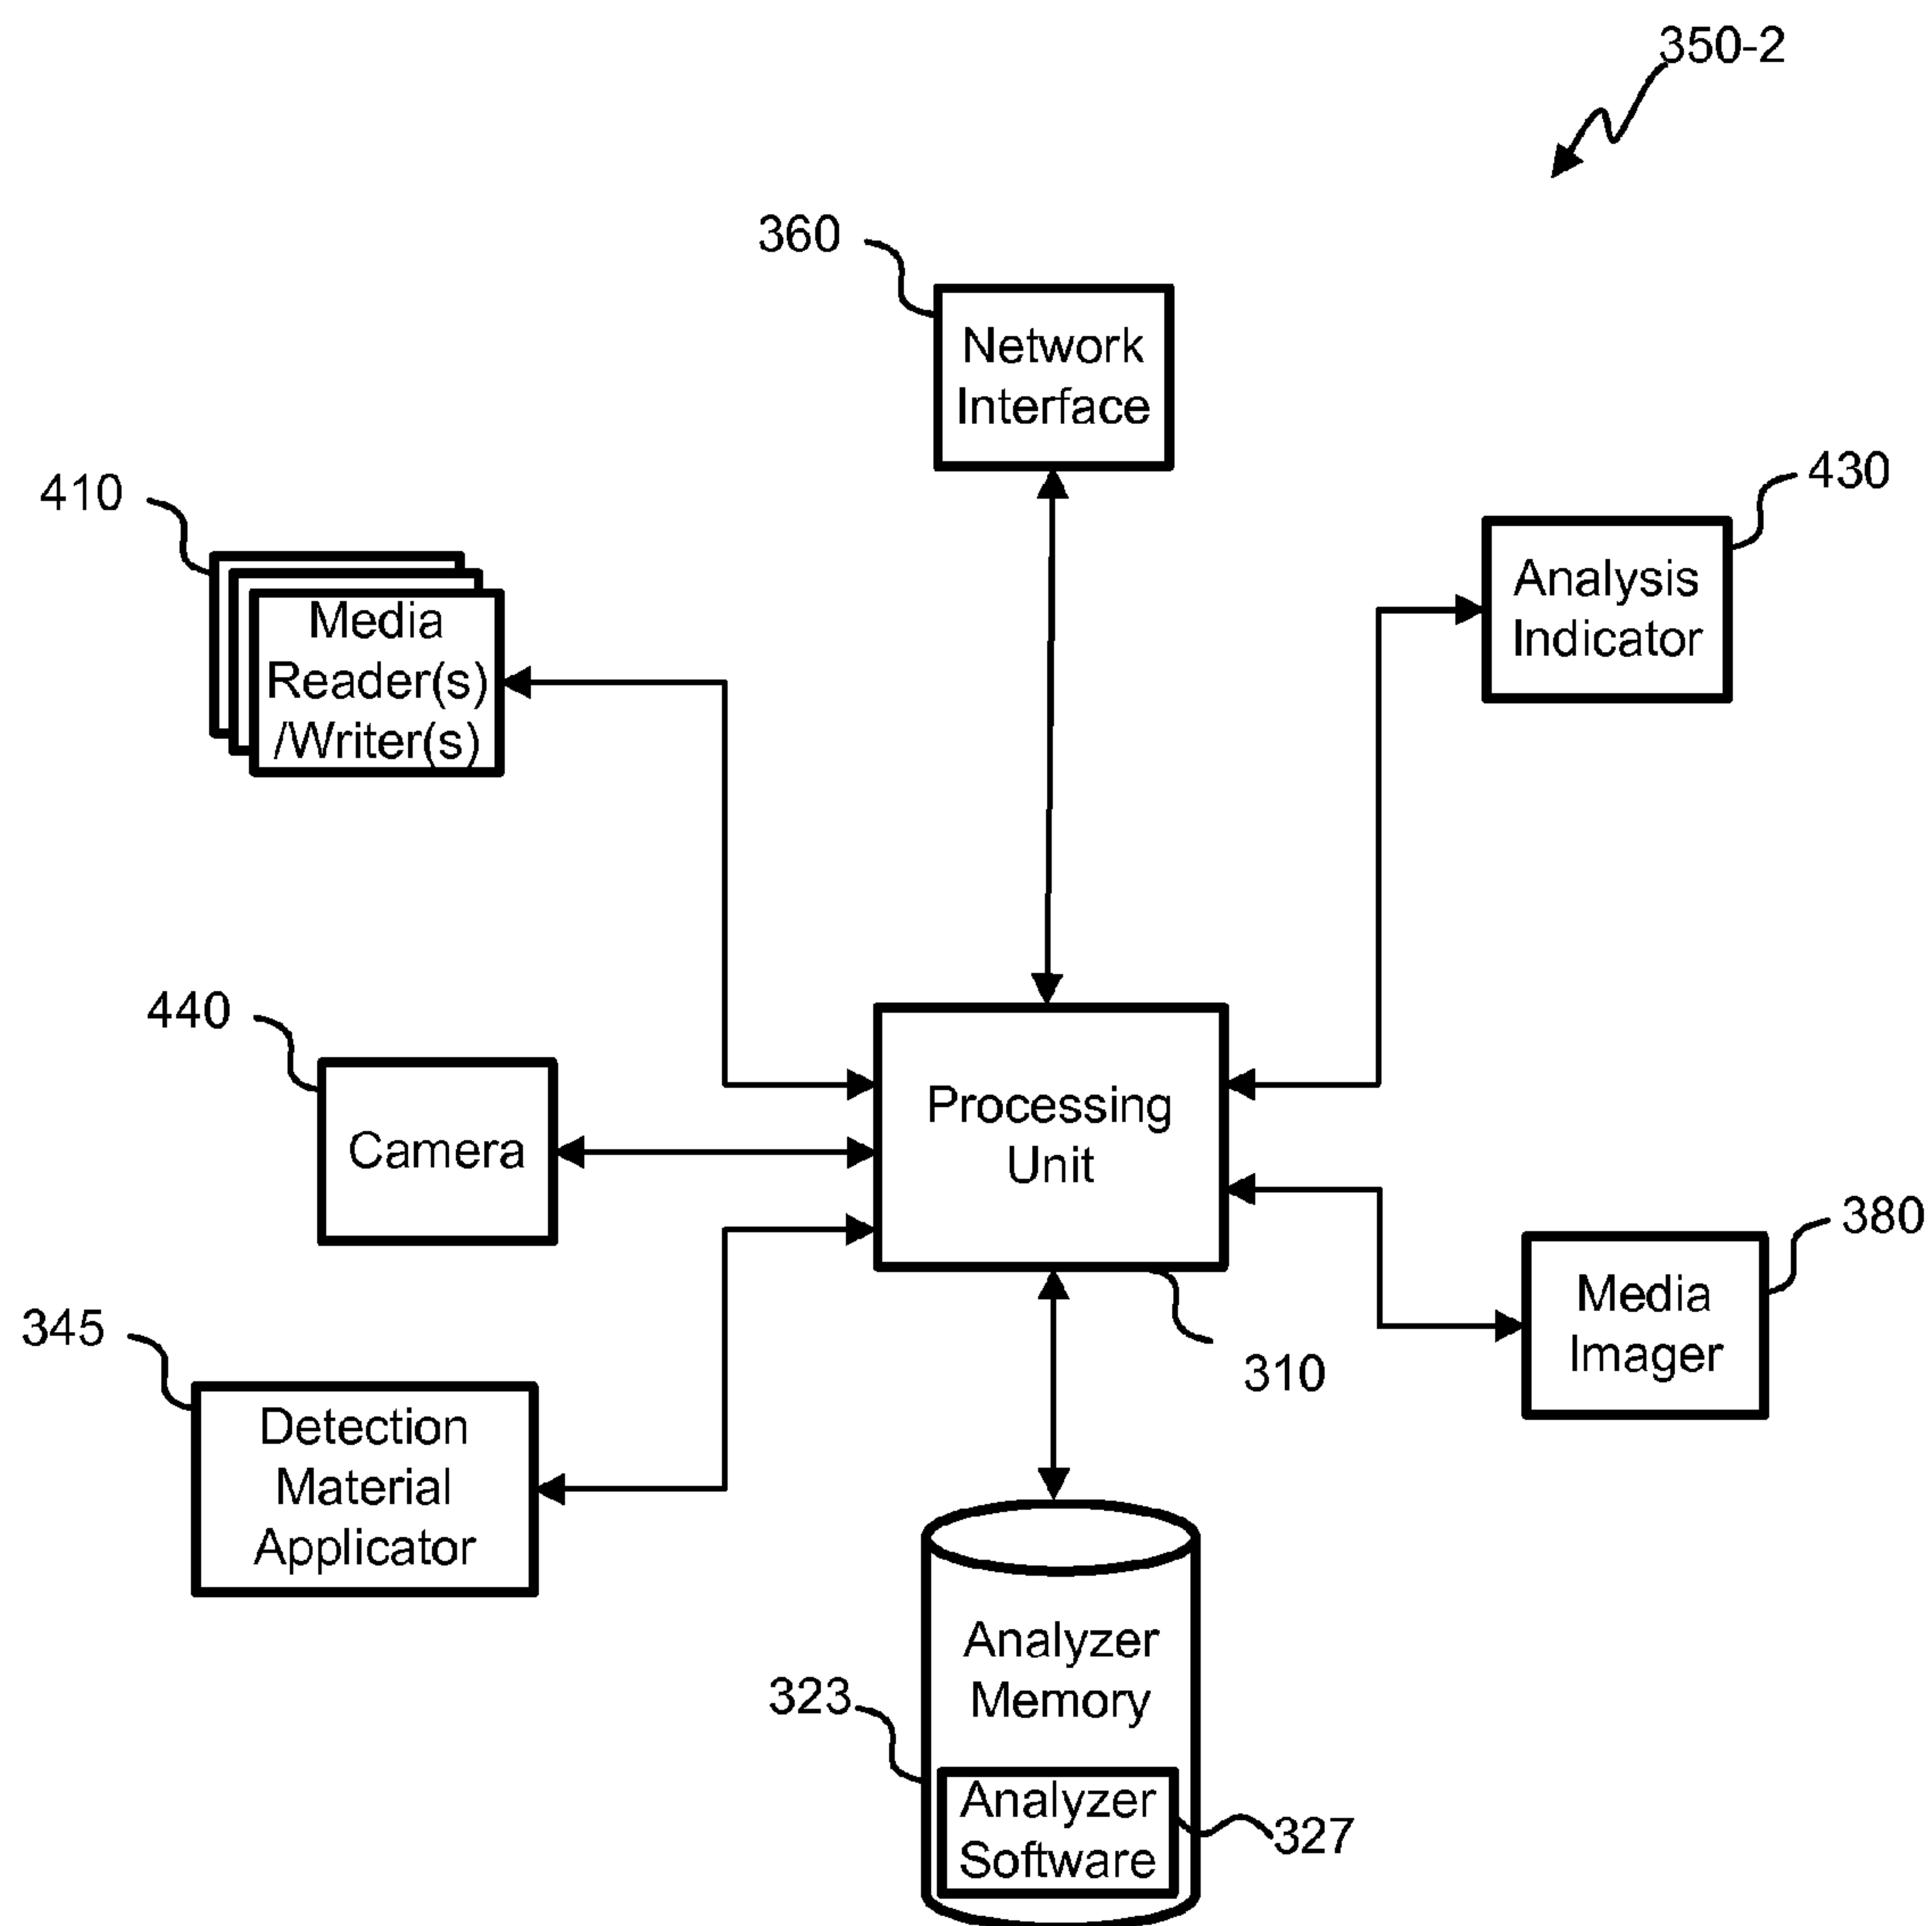 350-2
360
Network
Interface
410
Media
Reader(s)
/Writer(s)
430
Analysis
Indicator
440
Camera
Processing
Unit
310
380
Media
Imager
345
Detection
Material
Applicator
323
Analyzer
Memory
Analyzer
Software
327